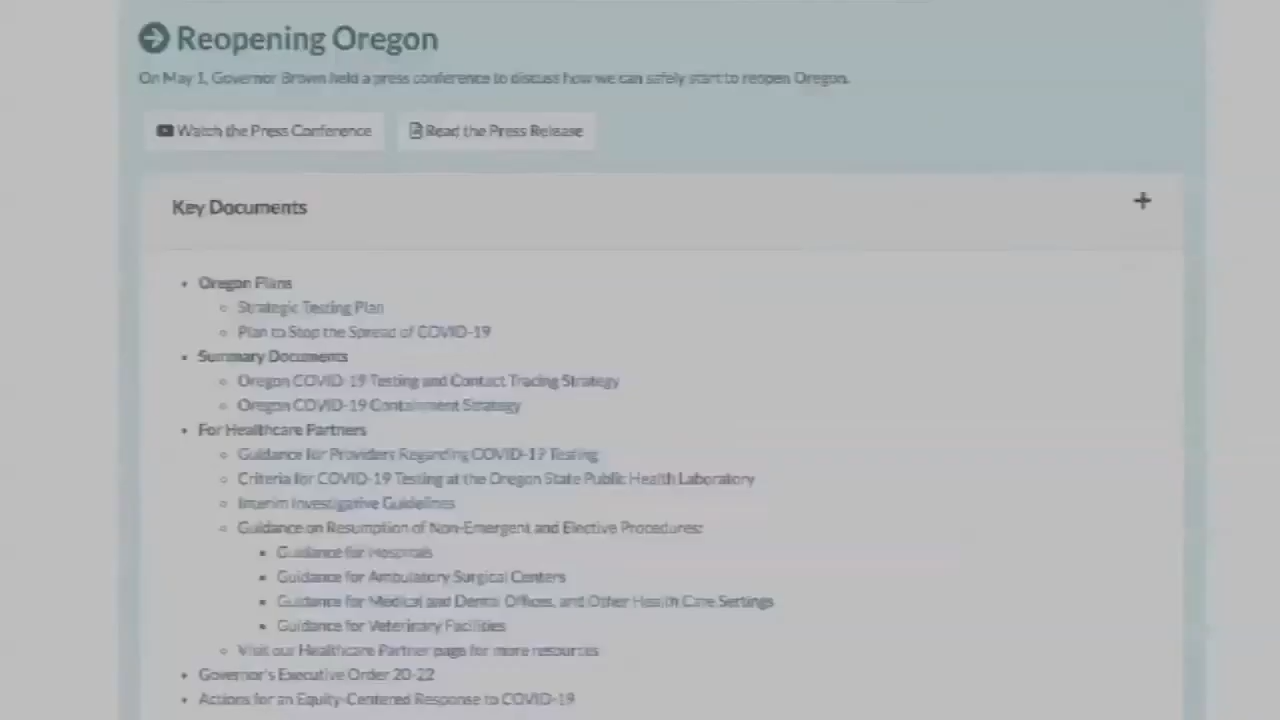 Reopening Oregon
On May 1, Governor Brown held a press conference to discuss how we can safely start to reopen Oregon.
Watch the Press Conference
Read the Press Release
Key Documents
+
• Oregon Plans
◦ Strategic Testing Plan
◦ Plan to Stop the Spread of COVID-19
• Summary Documents
◦ Oregon COVID-19 Testing and Contact Tracing Strategy
◦ Oregon COVID-19 Containment Strategy
• For Healthcare Partners
◦ Guidance for Providers Regarding COVID-19 Testing
◦ Criteria for COVID-19 Testing at the Oregon State Public Health Laboratory
◦ Interim Investigative Guidelines
◦ Guidance on Resumption of Non-Emergent and Elective Procedures:
▪ Guidance for Hospitals
▪ Guidance for Ambulatory Surgical Centers
▪ Guidance for Medical and Dental Offices, and Other Health Care Settings
▪ Guidance for Veterinary Facilities
◦ Visit our Healthcare Partner page for more resources
• Governor's Executive Order 20-22
• Actions for an Equity-Centered Response to COVID-19